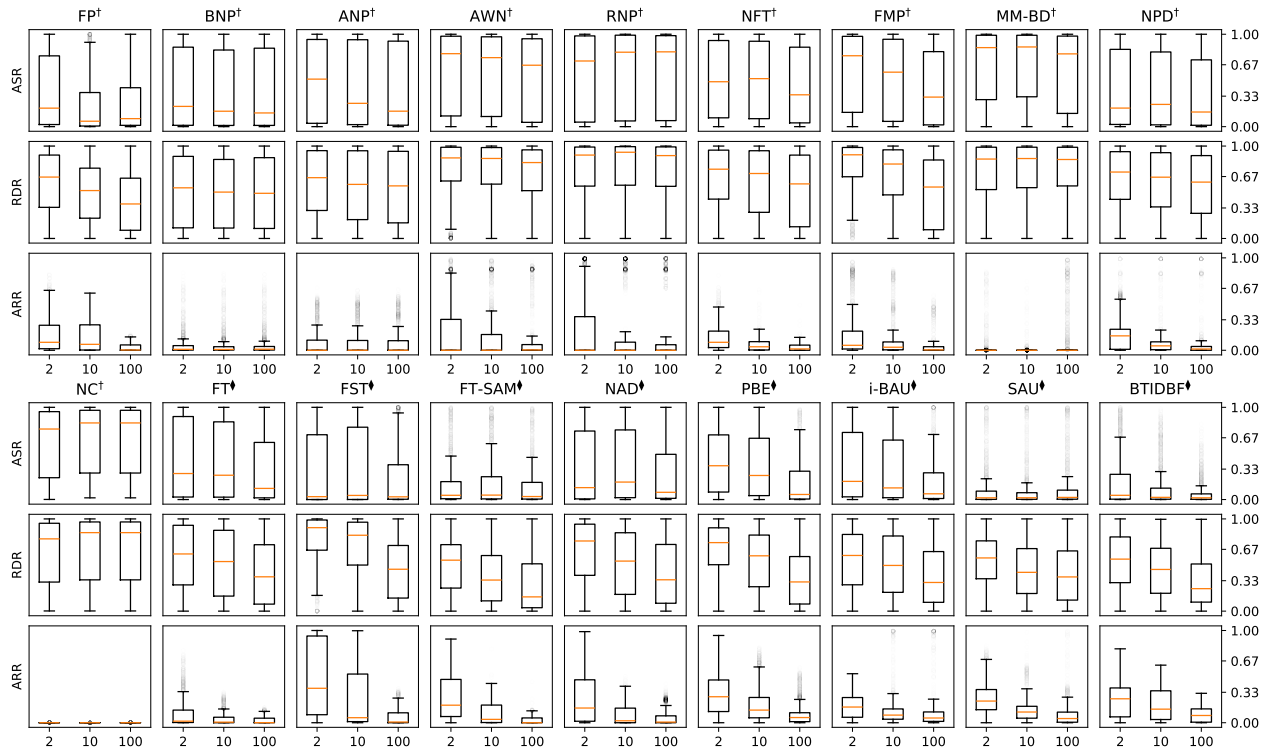 FP† BNP† ANP† AWN† RNP† NFT† FMP† MM-BD† NPD†
ASR 1.00
0.67
0.33
0.00
RDR 1.00
0.67
0.33
0.00
ARR 1.00
0.67
0.33
0.00
2 10 100 2 10 100 2 10 100 2 10 100 2 10 100 2 10 100 2 10 100 2 10 100 2 10 100
NC† FT♦ FST♦ FT-SAM♦ NAD♦ PBE♦ i-BAU♦ SAU♦ BTIDBF♦
ASR 1.00
0.67
0.33
0.00
RDR 1.00
0.67
0.33
0.00
ARR 1.00
0.67
0.33
0.00
2 10 100 2 10 100 2 10 100 2 10 100 2 10 100 2 10 100 2 10 100 2 10 100 2 10 100